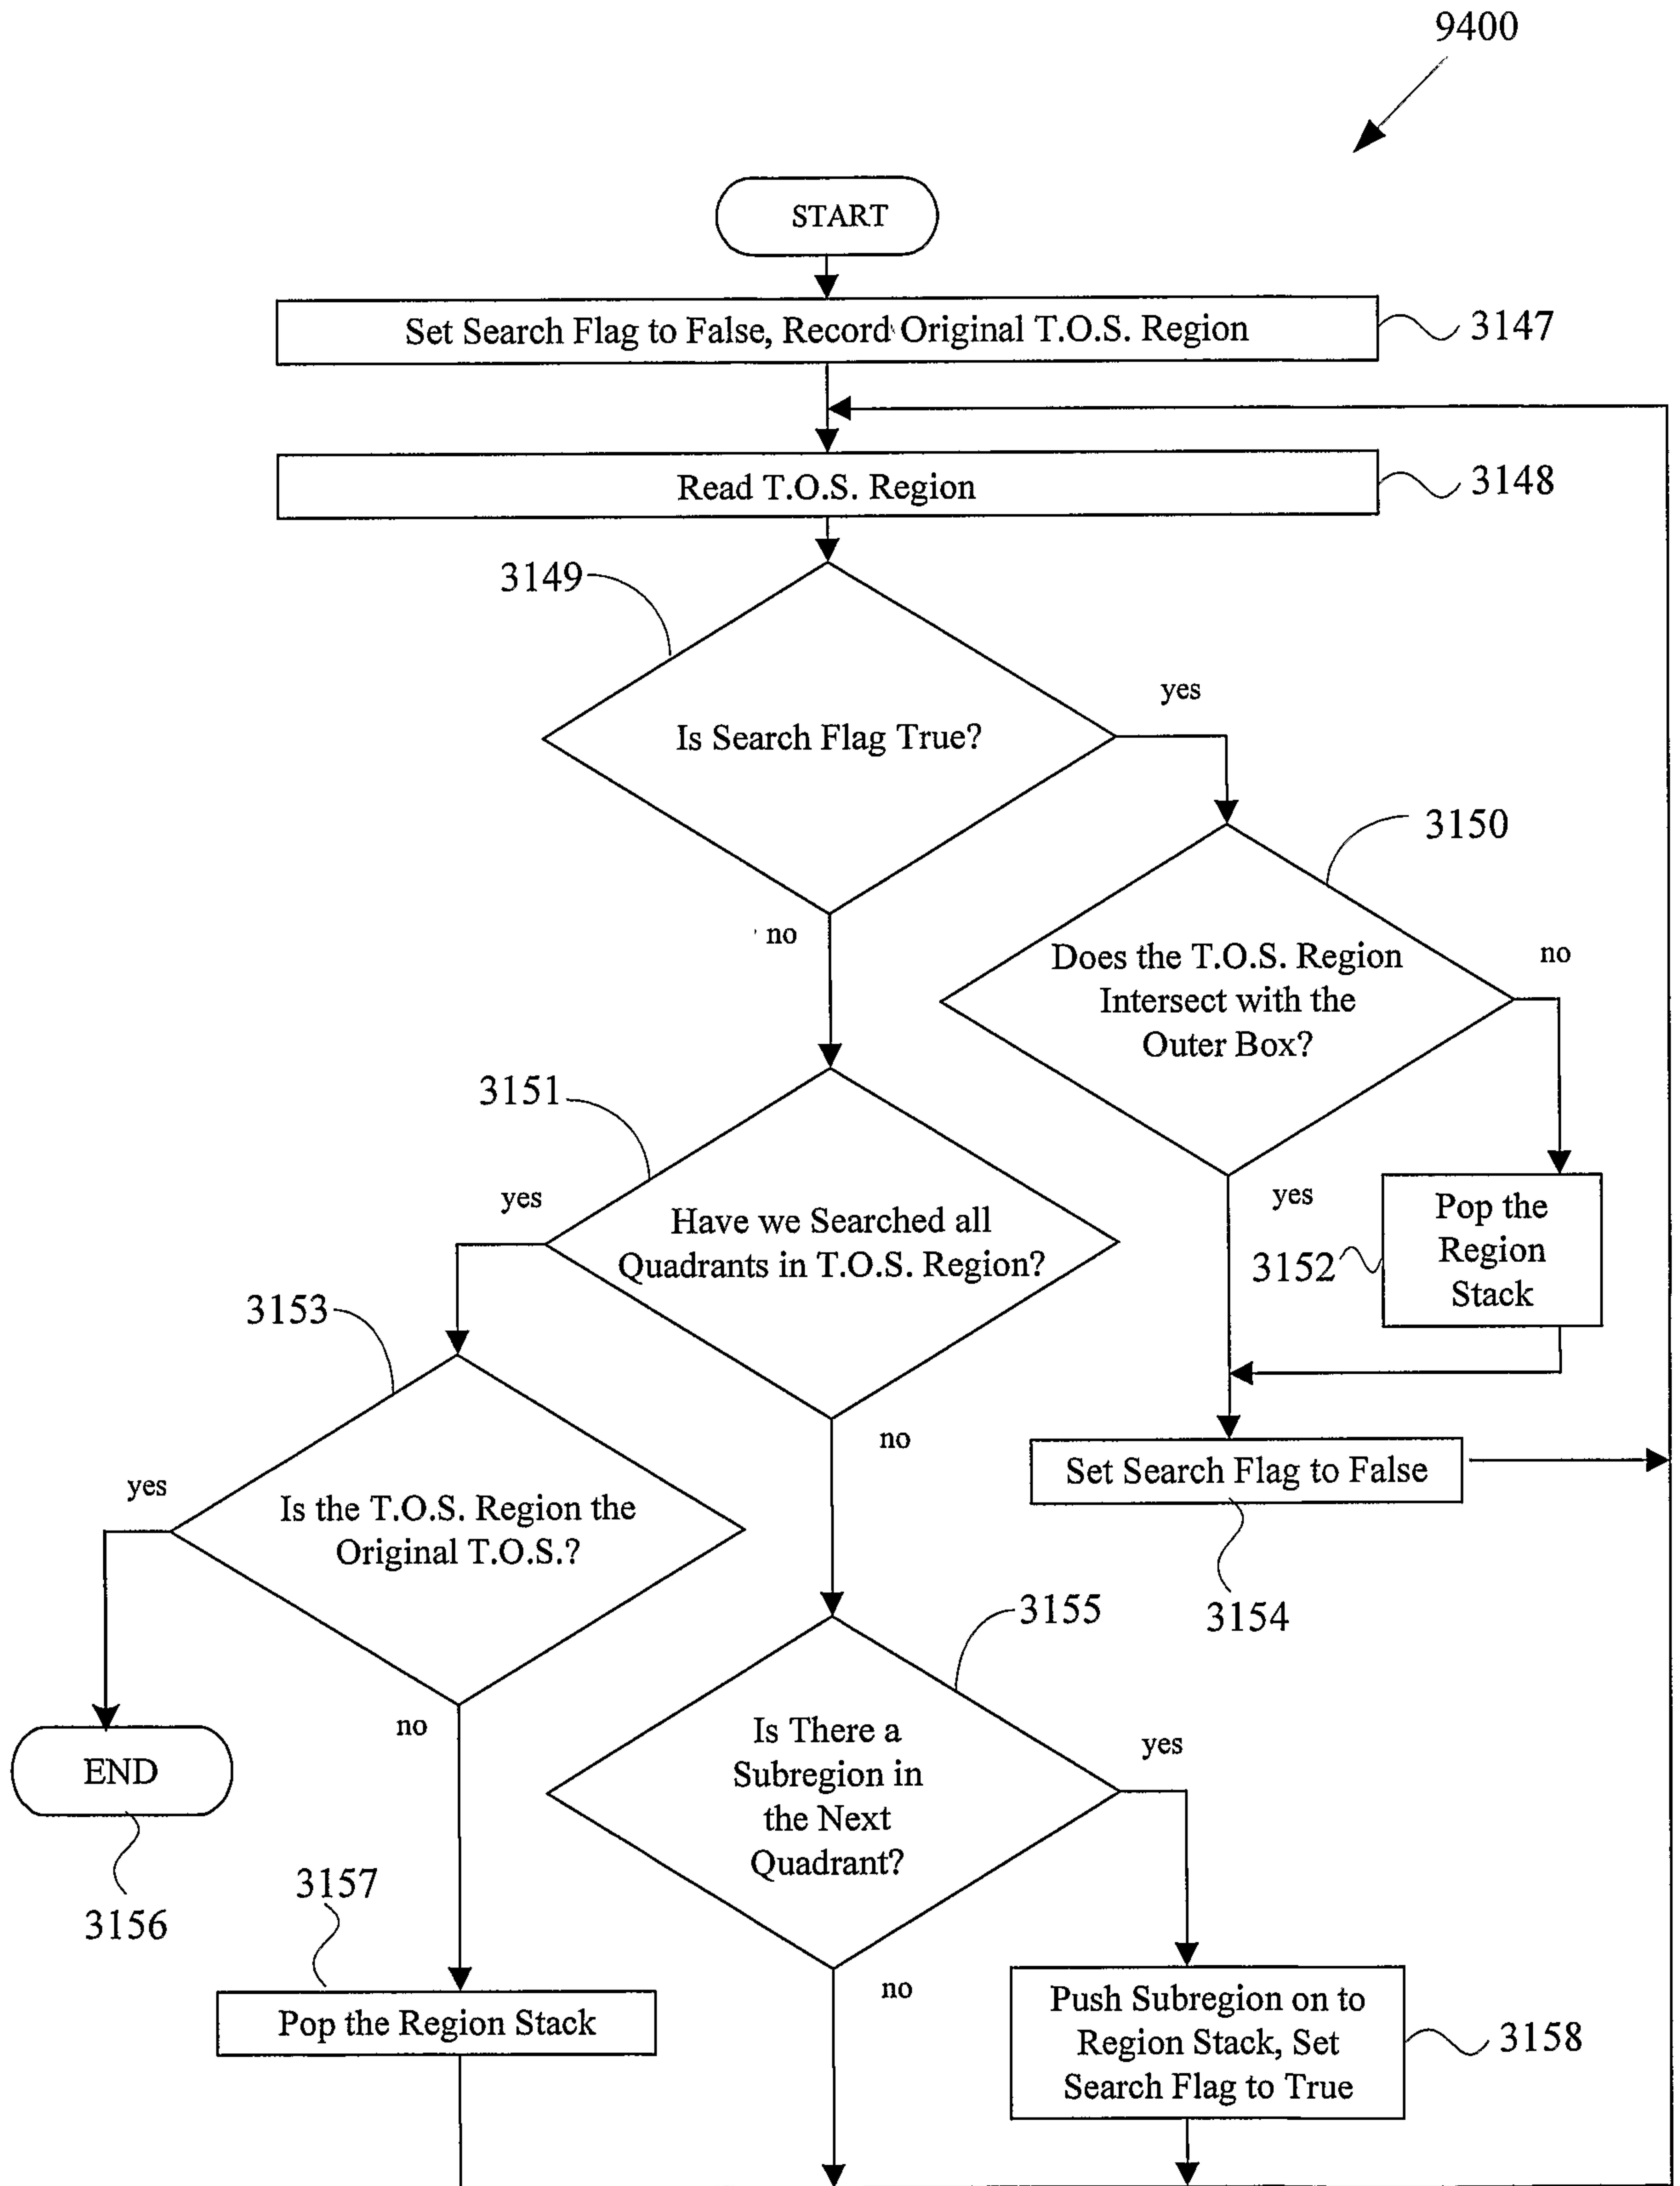 9400
START
Set Search Flag to False, Record Original T.O.S. Region
3147
Read T.O.S. Region
3148
3149
Is Search Flag True?
yes
no
3150
Does the T.O.S. Region
Intersect with the
Outer Box?
no
yes
3151
Have we Searched all
Quadrants in T.O.S. Region?
yes
no
Pop the
Region
Stack
3152
3153
Is the T.O.S. Region the
Original T.O.S.?
yes
no
Set Search Flag to False
3154
3155
Is There a
Subregion in
the Next
Quadrant?
yes
no
END
3156
3157
Pop the Region Stack
Push Subregion on to
Region Stack, Set
Search Flag to True
3158